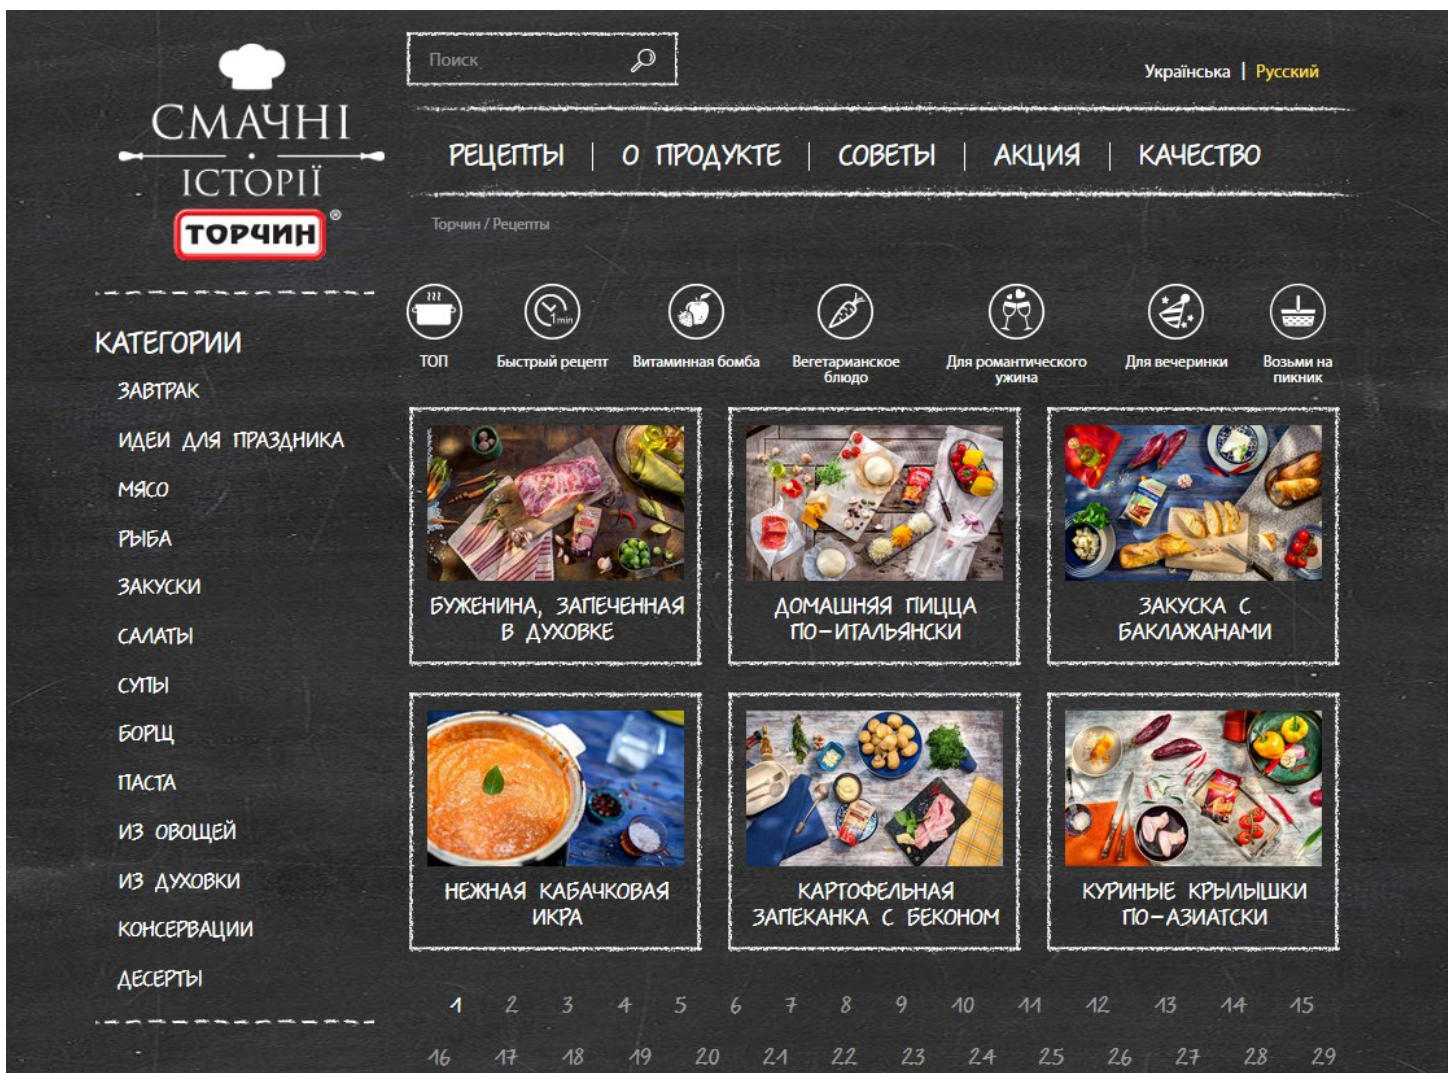 Поиск
Українська | Русский
СМАЧНІ
ІСТОРІЇ
ТОРЧИН®
РЕЦЕПТЫ | О ПРОДУКТЕ | СОВЕТЫ | АКЦИЯ | КАЧЕСТВО
Торчин / Рецепты
КАТЕГОРИИ
ЗАВТРАК
ИДЕИ ДЛЯ ПРАЗДНИКА
МЯСО
РЫБА
ЗАКУСКИ
САЛАТЫ
СУПЫ
БОРЩ
ПАСТА
ИЗ ОВОЩЕЙ
ИЗ ДУХОВКИ
КОНСЕРВАЦИИ
ДЕСЕРТЫ
ТОП
1min
Быстрый рецепт
Витаминная бомба
Вегетарианское
блюдо
Для романтического
ужина
Для вечеринки
Возьми на
пикник
БУЖЕНИНА, ЗАПЕЧЕННАЯ
В ДУХОВКЕ
ДОМАШНЯЯ ПИЦЦА
ПО-ИТАЛЬЯНСКИ
ЗАКУСКА С
БАКЛАЖАНАМИ
НЕЖНАЯ КАБАЧКОВАЯ
ИКРА
КАРТОФЕЛЬНАЯ
ЗАПЕКАНКА С БЕКОНОМ
КУРИНЫЕ КРЫЛЫШКИ
ПО-АЗИАТСКИ
1 2 3 4 5 6 7 8 9 10 11 12 13 14 15
16 17 18 19 20 21 22 23 24 25 26 27 28 29